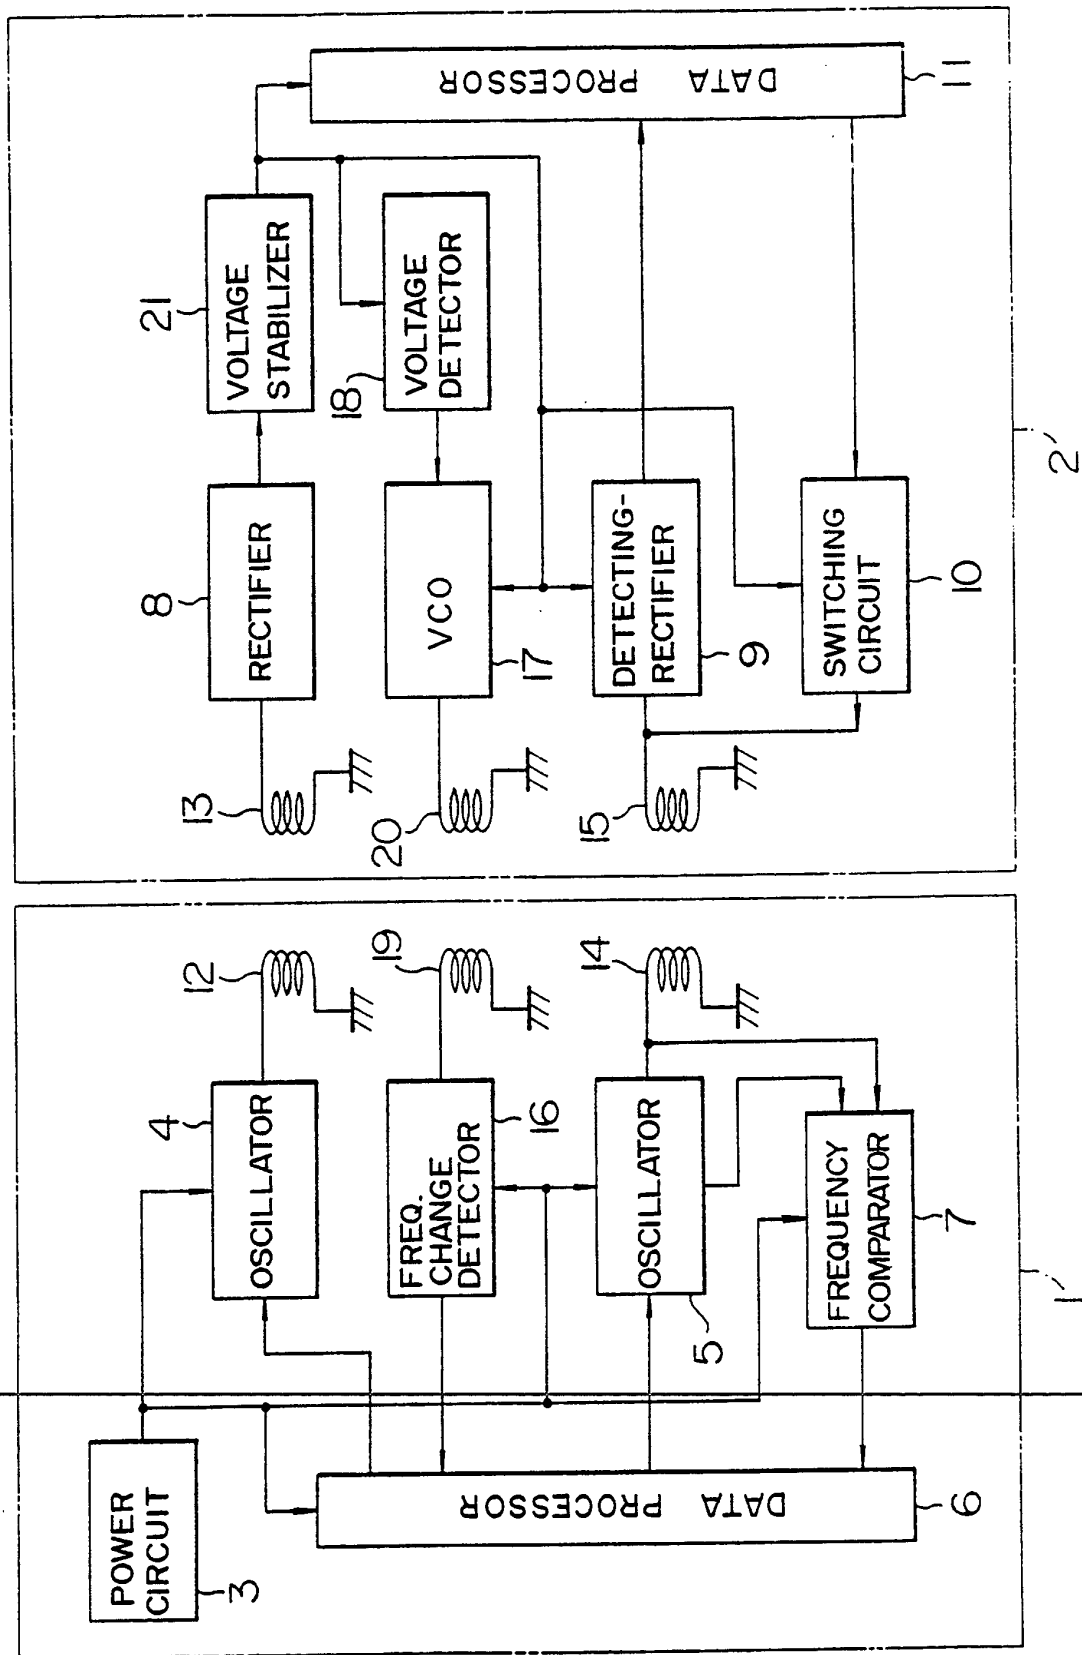 POWER
CIRCUIT
3
4
OSCILLATOR
12
13
8
RECTIFIER
21
VOLTAGE
STABILIZER
FREQ.
CHANGE
DETECTOR
16
19
20
VCO
17
18
VOLTAGE
DETECTOR
DATA PROCESSOR
6
OSCILLATOR
5
14
15
DETECTING-
RECTIFIER
9
DATA PROCESSOR
11
FREQUENCY
COMPARATOR
7
SWITCHING
CIRCUIT
10
1
2'